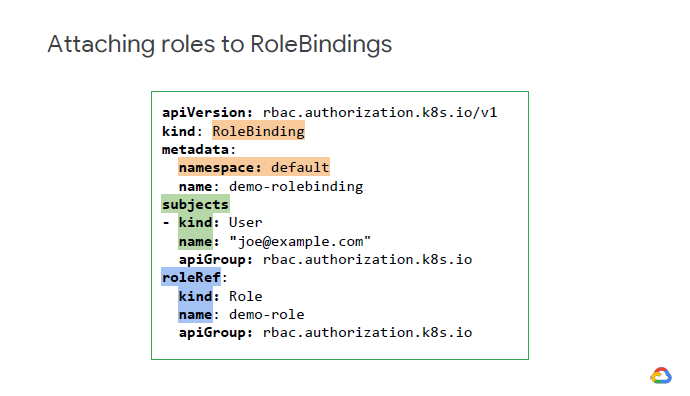 Attaching roles to RoleBindings
apiVersion: rbac.authorization.k8s.io/v1
kind: RoleBinding
metadata:
  namespace: default
  name: demo-rolebinding
subjects
- kind: User
  name: "joe@example.com"
  apiGroup: rbac.authorization.k8s.io
roleRef:
  kind: Role
  name: demo-role
  apiGroup: rbac.authorization.k8s.io